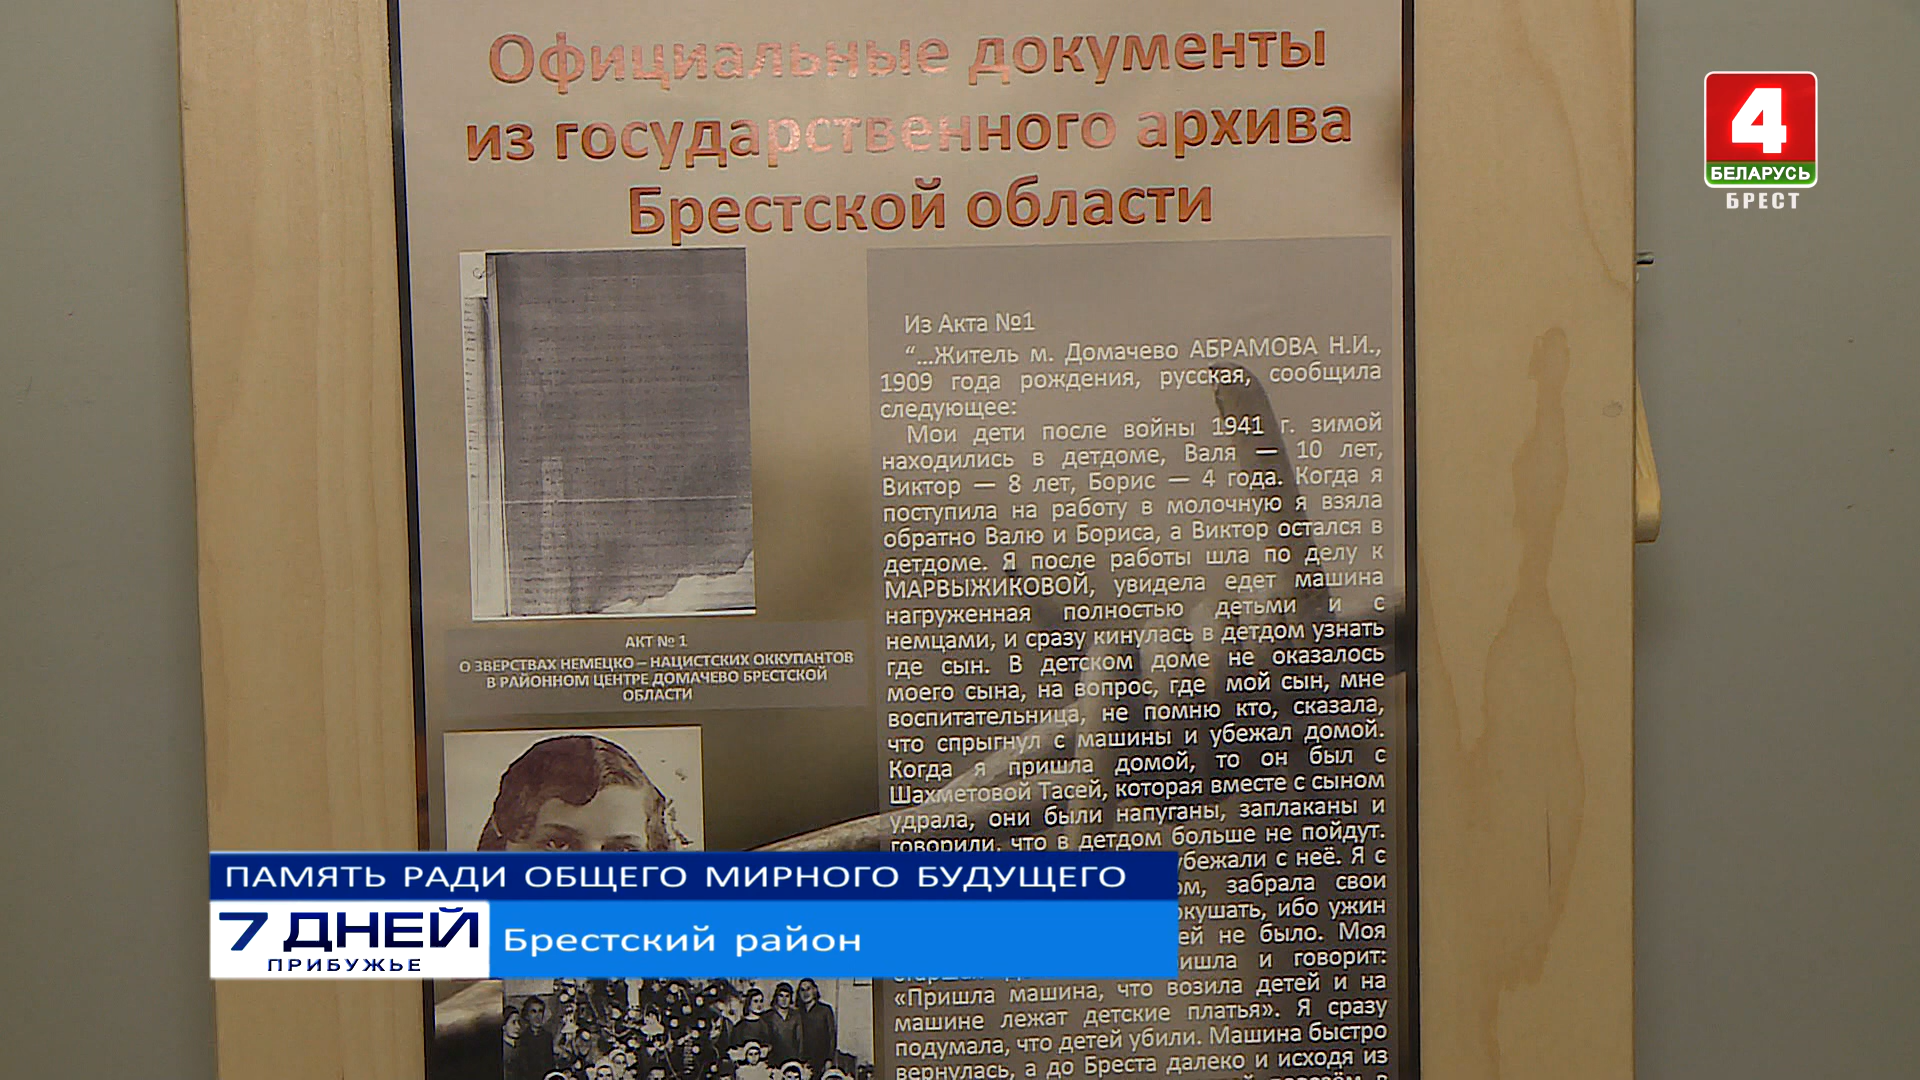 Официальные документы
из государственного архива
Брестской области
4
БЕЛАРУСЬ
БРЕСТ
АКТ № 1
О ЗВЕРСТВАХ НЕМЕЦКО – НАЦИСТСКИХ ОККУПАНТОВ
В РАЙОННОМ ЦЕНТРЕ ДОМАЧЕВО БРЕСТСКОЙ
ОБЛАСТИ
Из Акта №1
“...Житель м. Домачево АБРАМОВА Н.И.,
1909 года рождения, русская, сообщила
следующее:
Мои дети после войны 1941 г. зимой
находились в детдоме, Валя — 10 лет,
Виктор — 8 лет, Борис — 4 года. Когда я
поступила на работу в молочную я взяла
обратно Валю и Бориса, а Виктор остался в
детдоме. Я после работы шла по делу к
МАРВЫЖИКОВОЙ, увидела едет машина
нагруженная полностью детьми и с
немцами, и сразу кинулась в детдом узнать
где сын. В детском доме не оказалось
моего сына, на вопрос, где мой сын, мне
воспитательница, не помню кто, сказала,
что спрыгнул с машины и убежал домой.
Когда я пришла домой, то он был с
Шахметовой Тасей, которая вместе с сыном
удрала, они были напуганы, заплаканы и
говорили, что в детдом больше не пойдут.
убежали с неё. Я с
забрала свои
ибо ужин
не было. Моя
и говорит:
«Пришла машина, что возила детей и на
машине лежат детские платья». Я сразу
подумала, что детей убили. Машина быстро
вернулась, а до Бреста далеко и исходя из
ПАМЯТЬ РАДИ ОБЩЕГО МИРНОГО БУДУЩЕГО
7 ДНЕЙ
ПРИБУЖЬЕ
Брестский район